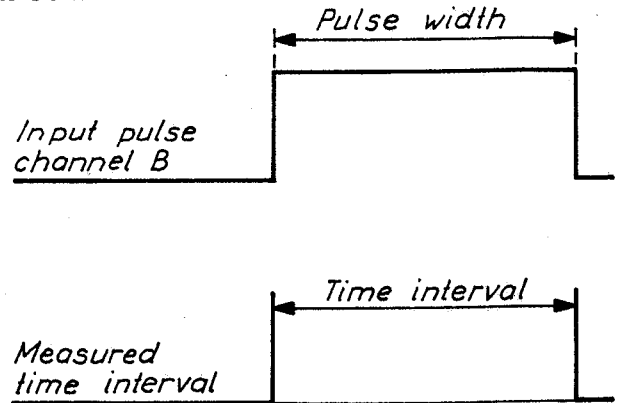 Pulse width
Input pulse
channel B
Time interval
Measured
time interval